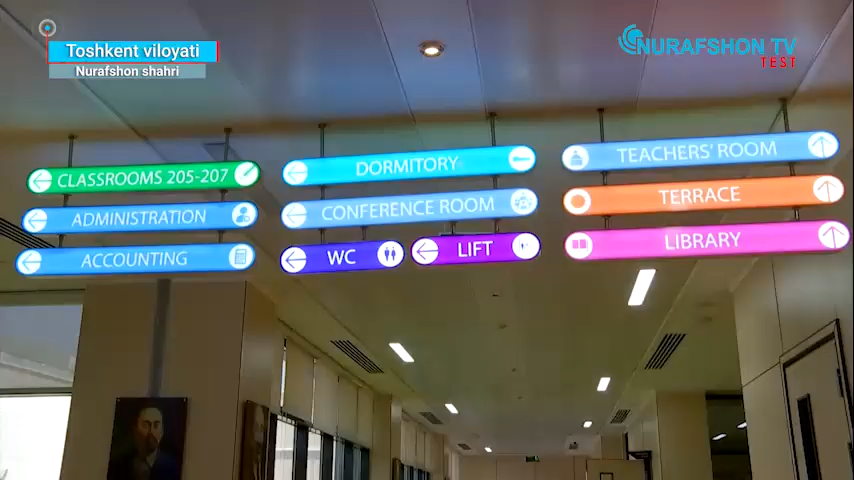 Toshkent viloyati
Nurafshon shahri
NURAFSHON TV
TEST
CLASSROOMS 205-207
ADMINISTRATION
ACCOUNTING
DORMITORY
CONFERENCE ROOM
WC
LIFT
TEACHERS' ROOM
TERRACE
LIBRARY